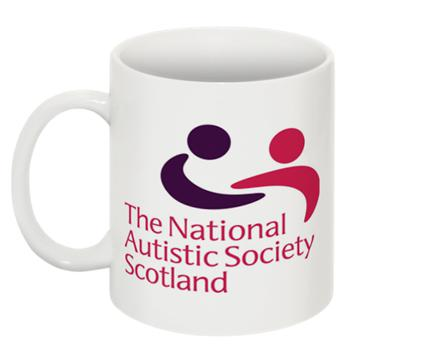 The National
Autistic Society
Scotland